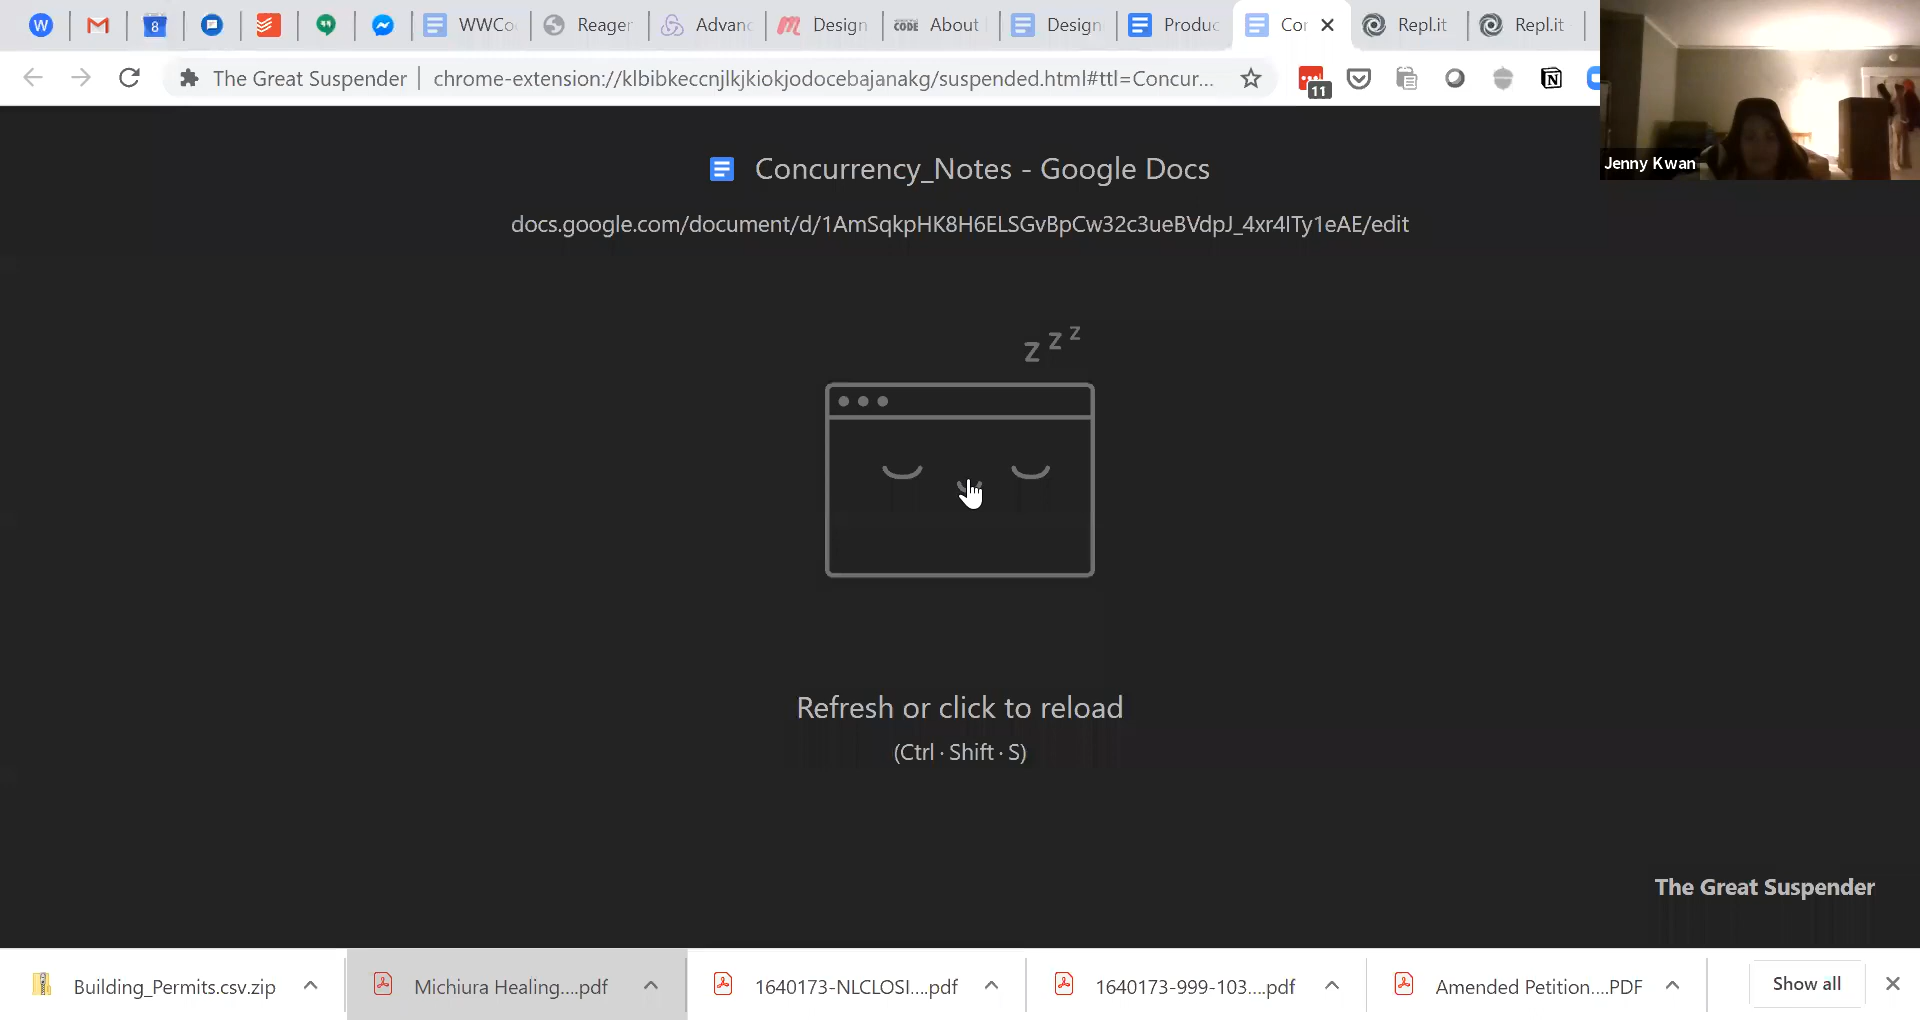 WWCo
Reager
Advanc
Design
CODE
About
Design
Produc
Cor
Repl.it
Repl.it
The Great Suspender
chrome-extension://klbibkeccnjlkjkiokjodocebajanakg/suspended.html#ttl=Concur...
11
Jenny Kwan
Concurrency_Notes - Google Docs
docs.google.com/document/d/1AmSqkpHK8H6ELSGvBpCw32c3ueBVdpJ_4xr4ITy1eAE/edit
z z z
Refresh or click to reload
(Ctrl · Shift · S)
The Great Suspender
Building_Permits.csv.zip
Michiura Healing....pdf
1640173-NLCLOSI....pdf
1640173-999-103....pdf
Amended Petition....PDF
Show all